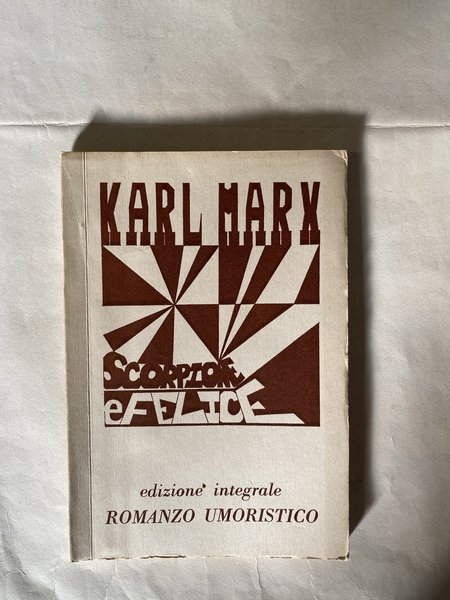 KARL MARX
SCORPIONE
e FELICE
edizione integrale
ROMANZO UMORISTICO